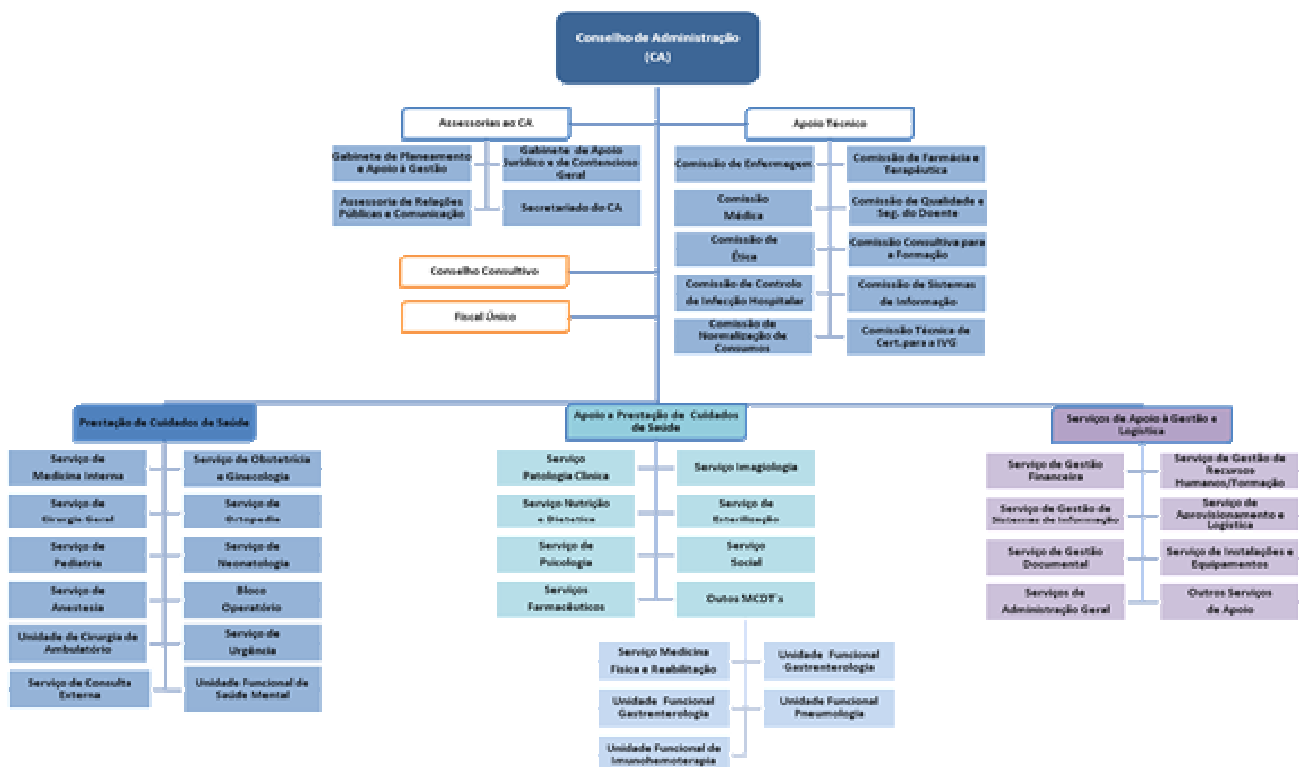 Conselho de Administração
(CA)
Assessorias ao CA
Apoio Técnico
Gabinete de Planeamento
e Apoio à Gestão
Gabinete de Apoio
Jurídico e de Contencioso
Geral
Assessoria de Relações
Públicas e Comunicação
Secretariado do CA
Comissão de Enfermagem
Comissão de Farmácia e
Terapêutica
Comissão
Médica
Comissão de Qualidade e
Seg. do Doente
Comissão de
Ética
Comissão Consultiva para
a Formação
Comissão de Controlo
de Infecção Hospitalar
Comissão de Sistemas
de Informação
Comissão de
Normalização de
Consumos
Comissão Técnica de
Cert.para a IVG
Conselho Consultivo
Fiscal Único
Prestação de Cuidados de Saúde
Serviço de
Medicina Interna
Serviço de Obstetrícia
e Ginecologia
Serviço de
Cirurgia Geral
Serviço de
Ortopedia
Serviço de
Pediatria
Serviço de
Neonatologia
Serviço de
Anestesia
Bloco
Operatório
Unidade de Cirurgia de
Ambulatório
Serviço de
Urgência
Serviço de Consulta
Externa
Unidade Funcional de
Saúde Mental
Apoio a Prestação de Cuidados
de Saúde
Serviço
Patologia Clínica
Serviço Imagiologia
Serviço Nutrição
e Dietetica
Serviço de
Esterilização
Serviço de
Psicologia
Serviço
Social
Serviços
Farmacêuticos
Outos MCDT´s
Serviço Medicina
Fisica e Reabilitação
Unidade Funcional
Gastrenterologia
Unidade Funcional
Gastrenterologia
Unidade Funcional
Pneumologia
Unidade Funcional de
Imunohemoterapia
Serviços de Apoio à Gestão e
Logística
Serviço de Gestão
Financeira
Serviço de Gestão de
Recursos
Humanos/Formação
Serviço de Gestão de
Sistemas de Informação
Serviço de
Aprovisionamento e
Logística
Serviço de Gestão
Documental
Serviço de Instalações e
Equipamentos
Serviços de
Administração Geral
Outros Serviços
de Apoio